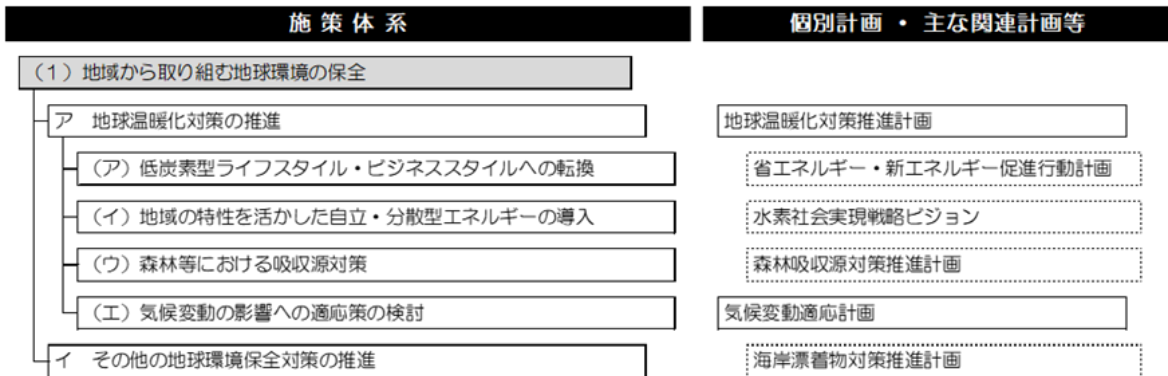 施策体系 個別計画 ・ 主な関連計画等
(1)地域から取り組む地球環境の保全
ア 地球温暖化対策の推進 地球温暖化対策推進計画
(ア)低炭素型ライフスタイル・ビジネススタイルへの転換 省エネルギー・新エネルギー促進行動計画
(イ)地域の特性を活かした自立・分散型エネルギーの導入 水素社会実現戦略ビジョン
(ウ)森林等における吸収源対策 森林吸収源対策推進計画
(エ)気候変動の影響への適応策の検討 気候変動適応計画
イ その他の地球環境保全対策の推進 海岸漂着物対策推進計画